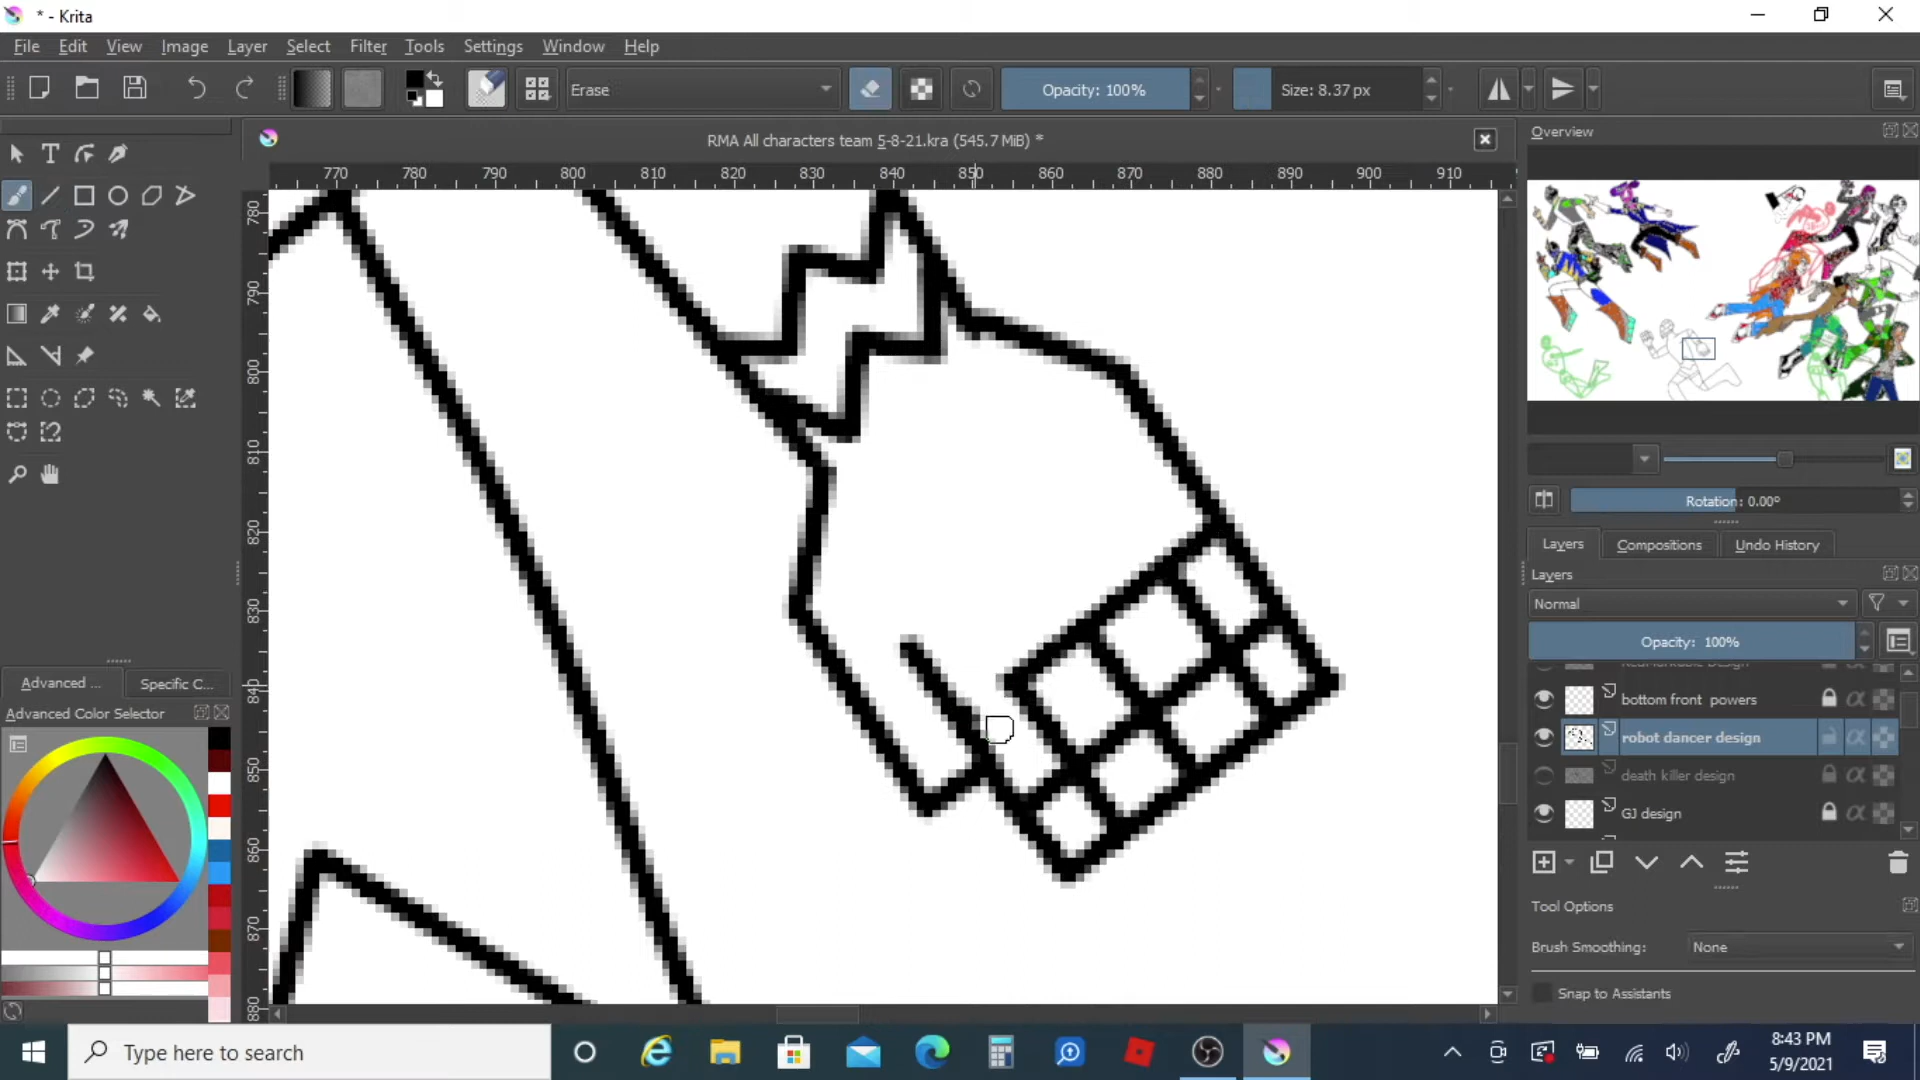 * - Krita
File Edit View Image Layer Select Filter Tools Settings Window Help
Erase
Opacity: 100%
Size: 8.37 px
RMA All characters team 5-8-21.kra (545.7 MiB) *
770 780 790 800 810 820 830 840 850 860 870 880 890 900 910
780
790
800
810
820
830
840
850
860
870
880
Overview
Rotation: 0.00º
Layers Compositions Undo History
Layers
Normal
Opacity: 100%
bottom front powers
robot dancer design
death killer design
GJ design
Tool Options
Brush Smoothing: None
Snap to Assistants
Advanced ... Specific C...
Advanced Color Selector
Type here to search
8:43 PM
5/9/2021